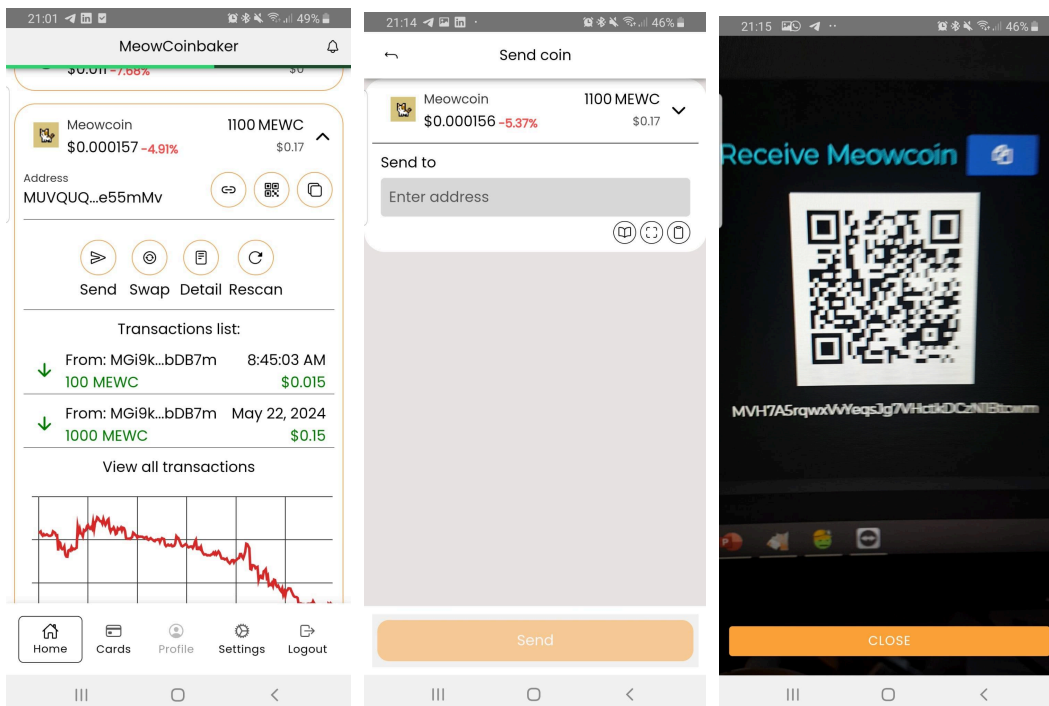 21:01
49%
MeowCoinbaker
$0.011 -7.68%
$0
Meowcoin
1100 MEWC
$0.000157 -4.91%
$0.17
Address
MUVQUQ...e55mMv
Send Swap Detail Rescan
Transactions list:
From: MGi9k...bDB7m 8:45:03 AM
100 MEWC $0.015
From: MGi9k...bDB7m May 22, 2024
1000 MEWC $0.15
View all transactions
Home Cards Profile Settings Logout
21:14
46%
Send coin
Meowcoin
1100 MEWC
$0.000156 -5.37%
$0.17
Send to
Enter address
Send
21:15
46%
Receive Meowcoin
CLOSE